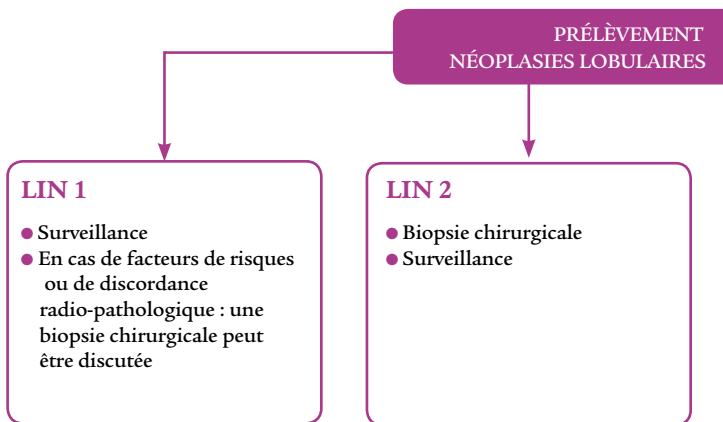 PRÉLÈVEMENT
NÉOPLASIES LOBULAIRES
LIN 1
● Surveillance
● En cas de facteurs de risques
ou de discordance
radio-pathologique : une
biopsie chirurgicale peut
être discutée
LIN 2
● Biopsie chirurgicale
● Surveillance